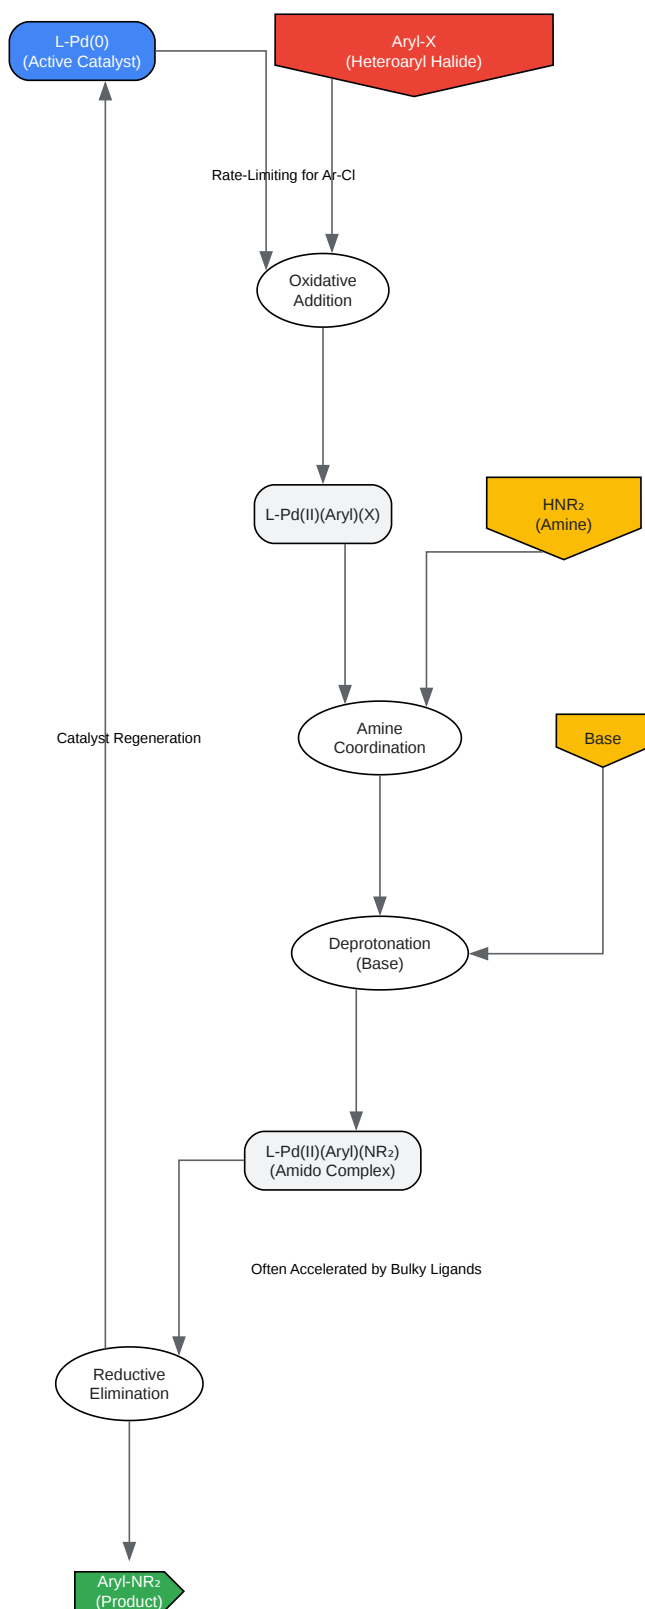 L-Pd(0)
(Active Catalyst)
Aryl-X
(Heteroaryl Halide)
Rate-Limiting for Ar-Cl
Oxidative
Addition
L-Pd(II)(Aryl)(X)
HNR₂
(Amine)
Amine
Coordination
Base
Catalyst Regeneration
Deprotonation
(Base)
L-Pd(II)(Aryl)(NR₂)
(Amido Complex)
Often Accelerated by Bulky Ligands
Reductive
Elimination
Aryl-NR₂
(Product)